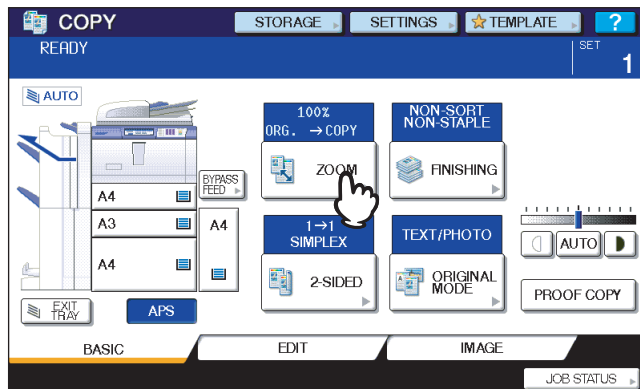 COPY
STORAGE
SETTINGS
TEMPLATE
?
READY
SET
1
AUTO
100%
ORG. →COPY
ZOOM
NON-SORT
NON-STAPLE
FINISHING
BYPASS
FEED
A4
A3
A4
A4
1→1
SIMPLEX
2-SIDED
TEXT/PHOTO
ORIGINAL
MODE
AUTO
PROOF COPY
EXIT
TRAY
APS
BASIC
EDIT
IMAGE
JOB STATUS